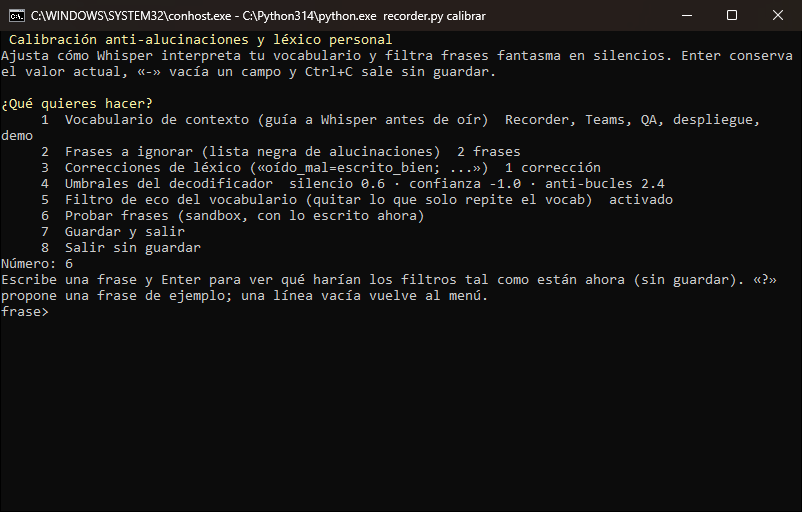 C:\WINDOWS\SYSTEM32\conhost.exe - C:\Python314\python.exe recorder.py calibrar
Calibración anti-alucinaciones y léxico personal
Ajusta cómo Whisper interpreta tu vocabulario y filtra frases fantasma en silencios. Enter conserva
el valor actual, «-» vacía un campo y Ctrl+C sale sin guardar.
¿Qué quieres hacer?
1  Vocabulario de contexto (guía a Whisper antes de oír)  Recorder, Teams, QA, despliegue,
demo
2  Frases a ignorar (lista negra de alucinaciones)  2 frases
3  Correcciones de léxico («oído_mal=escrito_bien; ...»)  1 corrección
4  Umbrales del decodificador  silencio 0.6 · confianza -1.0 · anti-bucles 2.4
5  Filtro de eco del vocabulario (quitar lo que solo repite el vocab)  activado
6  Probar frases (sandbox, con lo escrito ahora)
7  Guardar y salir
8  Salir sin guardar
Número: 6
Escribe una frase y Enter para ver qué harían los filtros tal como están ahora (sin guardar). «?»
propone una frase de ejemplo; una línea vacía vuelve al menú.
frase>